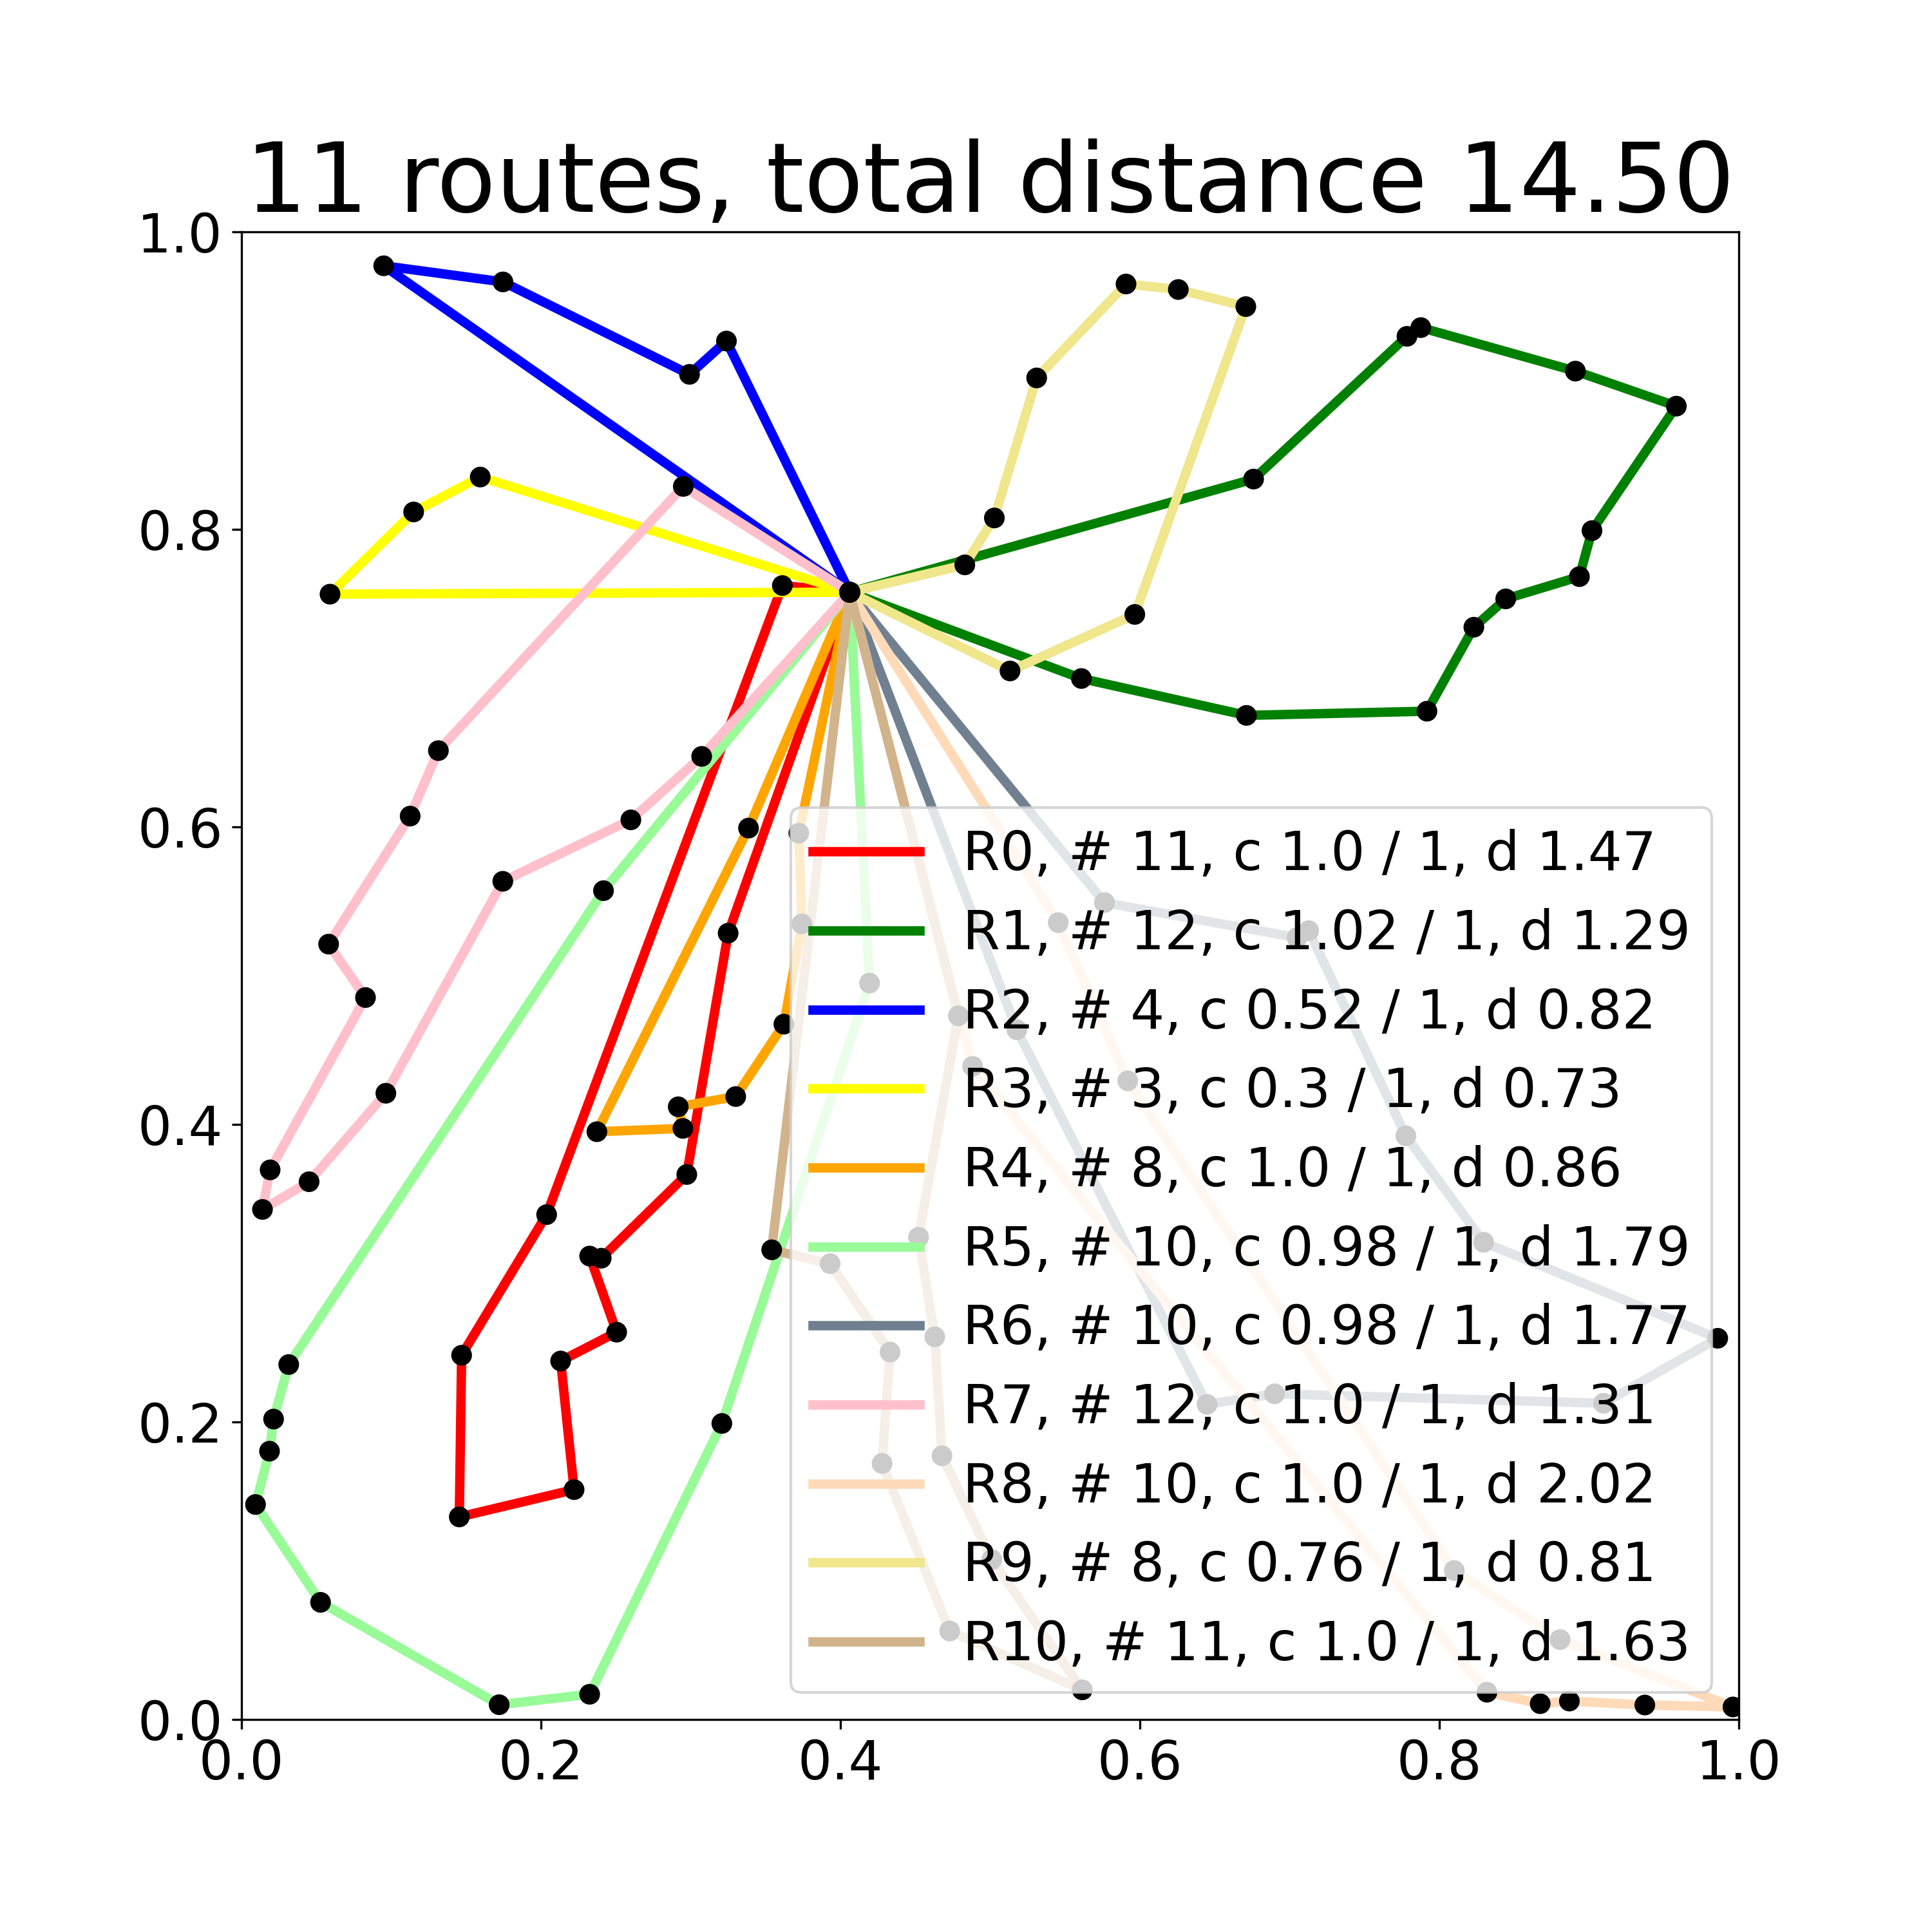 11 routes, total distance 14.50
1.0
0.8
0.6
0.4
0.2
0.0
0.0 0.2 0.4 0.6 0.8 1.0
R0, # 11, c 1.0 / 1, d 1.47
R1, # 12, c 1.02 / 1, d 1.29
R2, # 4, c 0.52 / 1, d 0.82
R3, # 3, c 0.3 / 1, d 0.73
R4, # 8, c 1.0 / 1, d 0.86
R5, # 10, c 0.98 / 1, d 1.79
R6, # 10, c 0.98 / 1, d 1.77
R7, # 12, c 1.0 / 1, d 1.31
R8, # 10, c 1.0 / 1, d 2.02
R9, # 8, c 0.76 / 1, d 0.81
R10, # 11, c 1.0 / 1, d 1.63